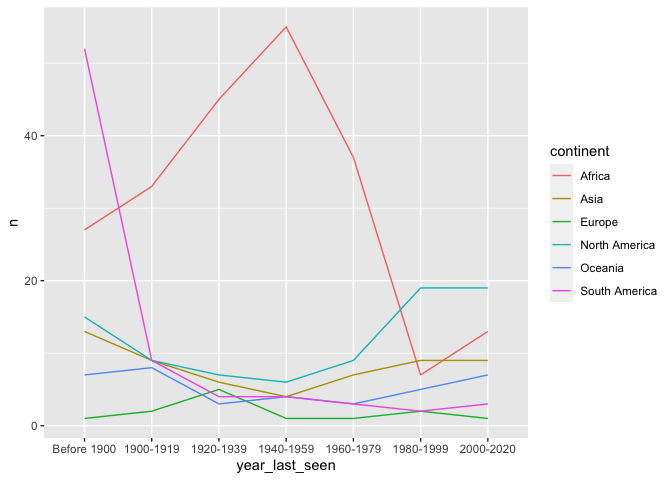 n
40
20
0
Before 1900 1900-1919 1920-1939 1940-1959 1960-1979 1980-1999 2000-2020
year_last_seen
continent
Africa
Asia
Europe
North America
Oceania
South America